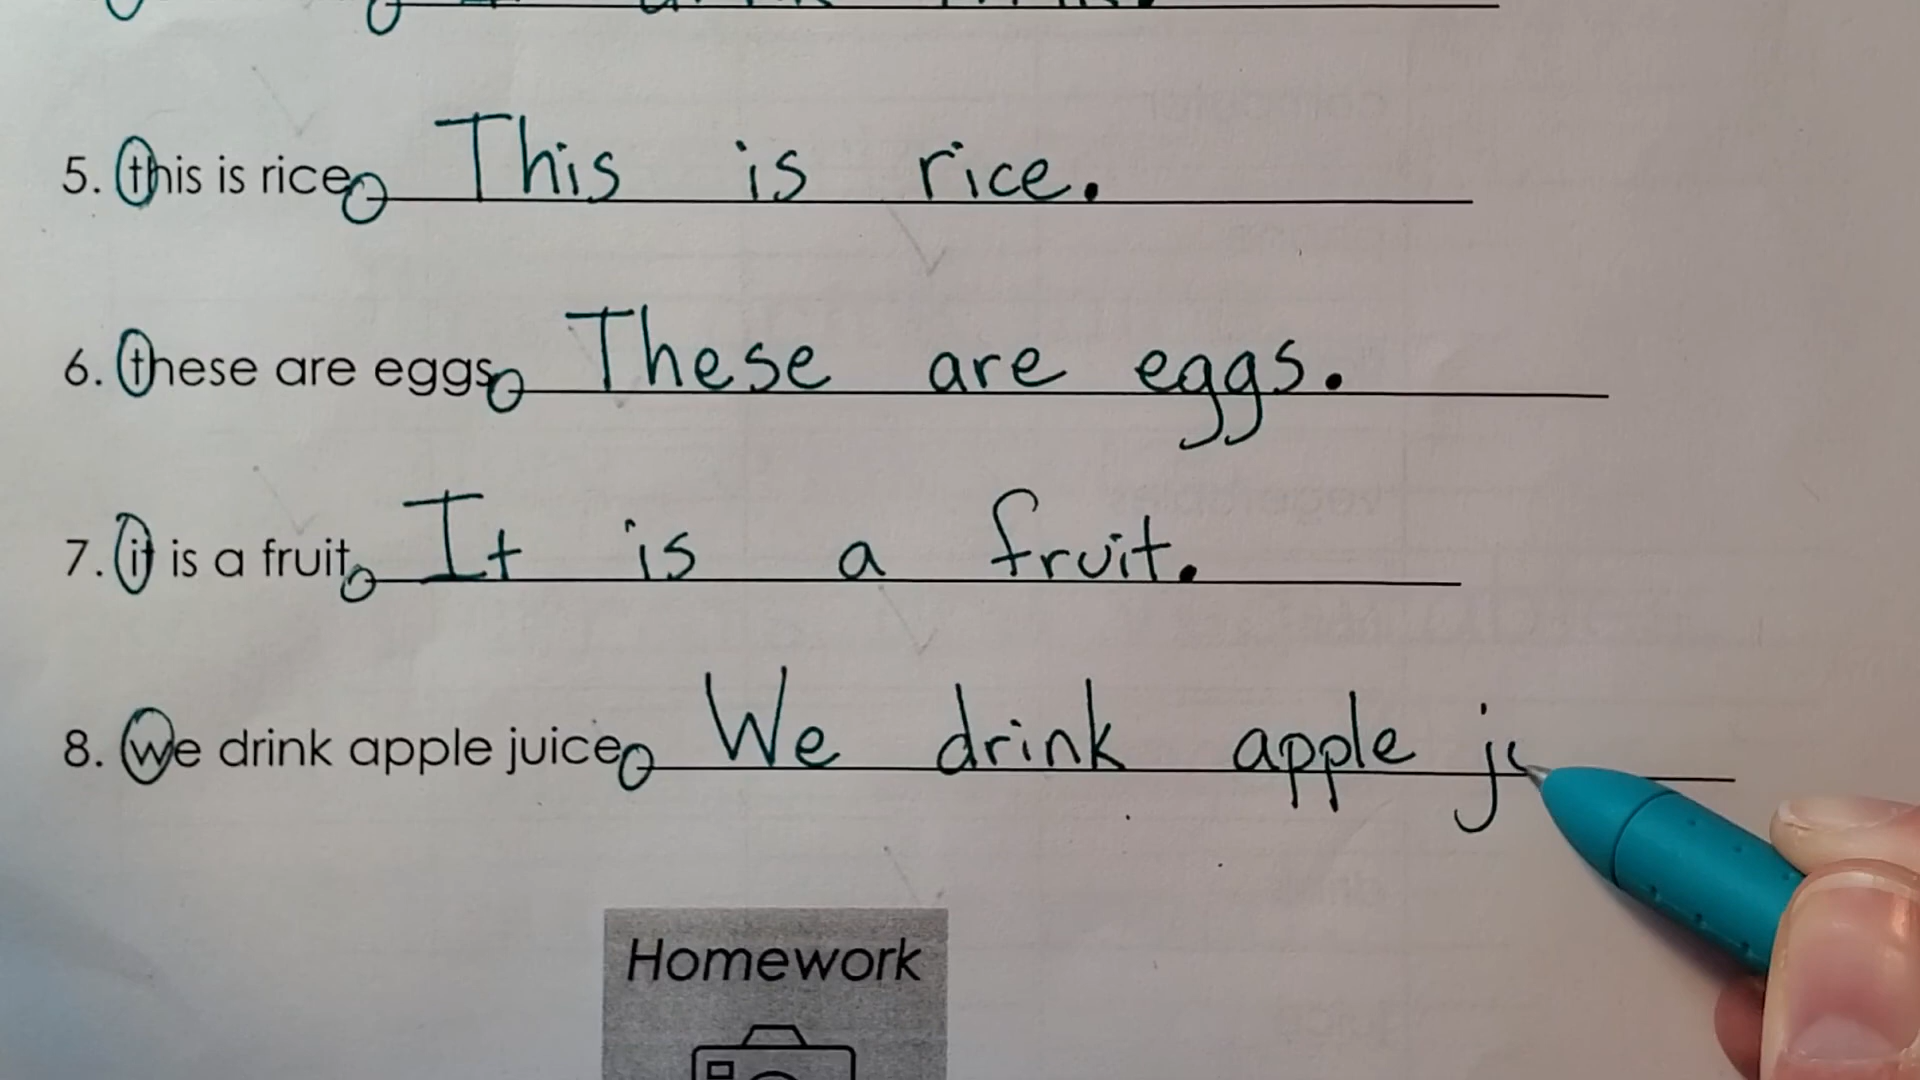 5. this is rice This is rice.
6. these are eggs These are eggs.
7. it is a fruit It is a fruit.
8. we drink apple juice We drink apple ju
Homework